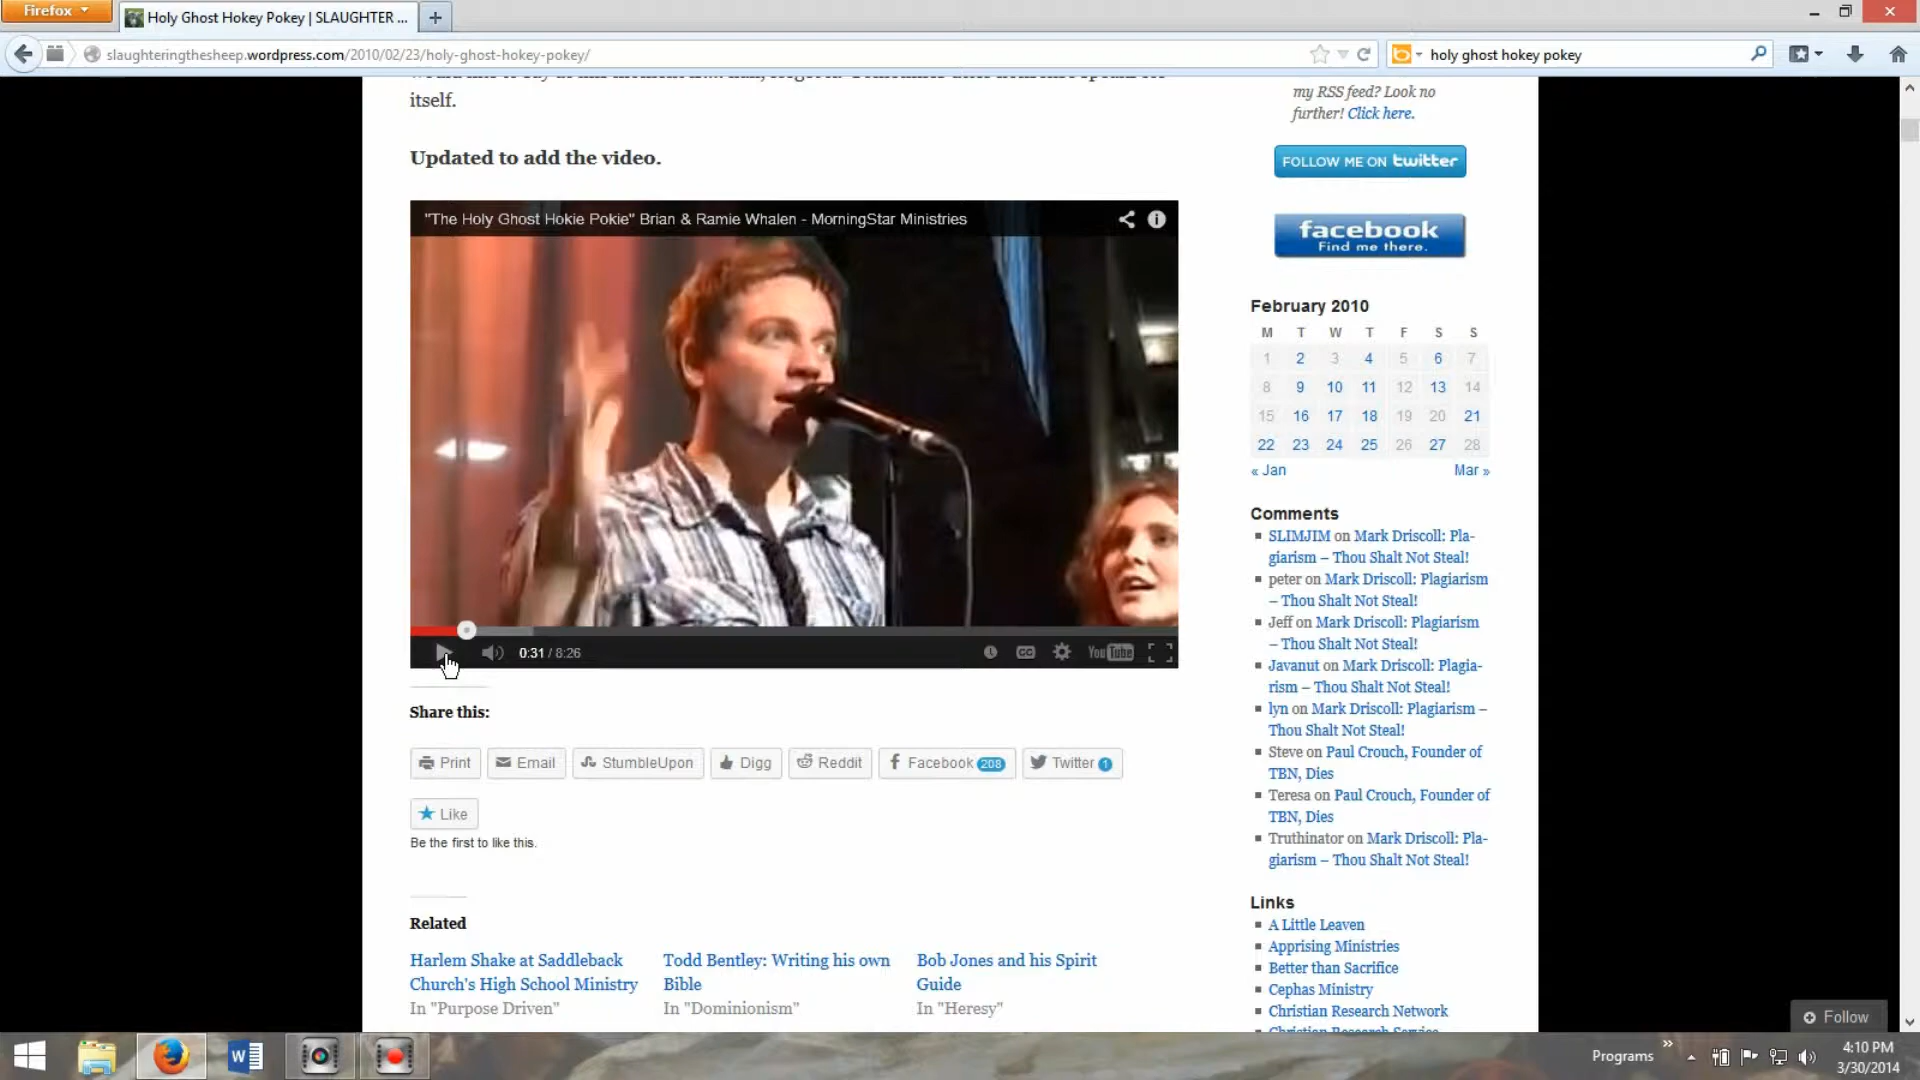 Firefox
Holy Ghost Hokey Pokey | SLAUGHTER ...
slaughteringthesheep.wordpress.com/2010/02/23/holy-ghost-hokey-pokey/
holy ghost hokey pokey
itself.
Updated to add the video.
"The Holy Ghost Hokie Pokie" Brian & Ramie Whalen - MorningStar Ministries
0:31 / 8:26
CC
YouTube
Share this:
Print
Email
StumbleUpon
Digg
Reddit
Facebook 208
Twitter 1
Like
Be the first to like this.
Related
Harlem Shake at Saddleback
Church's High School Ministry
In "Purpose Driven"
Todd Bentley: Writing his own
Bible
In "Dominionism"
Bob Jones and his Spirit
Guide
In "Heresy"
my RSS feed? Look no
further! Click here.
FOLLOW ME ON twitter
facebook
Find me there.
February 2010
M T W T F S S
1 2 3 4 5 6 7
8 9 10 11 12 13 14
15 16 17 18 19 20 21
22 23 24 25 26 27 28
« Jan Mar »
Comments
SLIMJIM on Mark Driscoll: Pla-
giarism – Thou Shalt Not Steal!
peter on Mark Driscoll: Plagiarism
– Thou Shalt Not Steal!
Jeff on Mark Driscoll: Plagiarism
– Thou Shalt Not Steal!
Javanut on Mark Driscoll: Plagia-
rism – Thou Shalt Not Steal!
lyn on Mark Driscoll: Plagiarism –
Thou Shalt Not Steal!
Steve on Paul Crouch, Founder of
TBN, Dies
Teresa on Paul Crouch, Founder of
TBN, Dies
Truthinator on Mark Driscoll: Pla-
giarism – Thou Shalt Not Steal!
Links
A Little Leaven
Apprising Ministries
Better than Sacrifice
Cephas Ministry
Christian Research Network
Follow
Programs
4:10 PM
3/30/2014